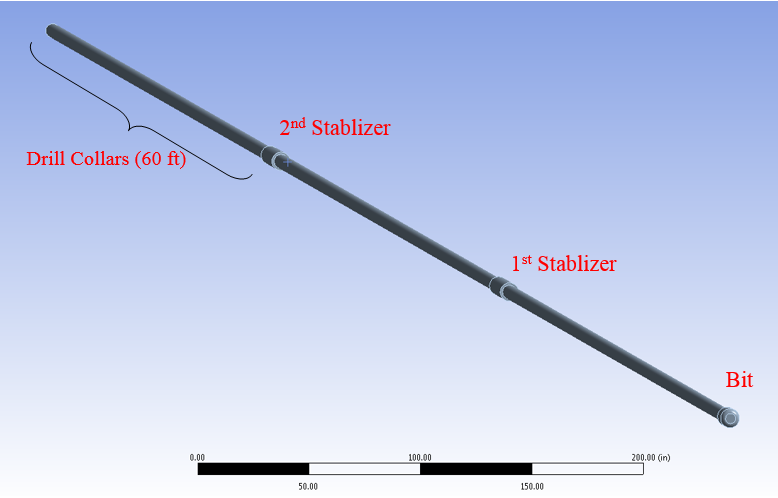 2nd Stablizer
Drill Collars (60 ft)
1st Stablizer
Bit
0.00 100.00 200.00 (in)
50.00 150.00